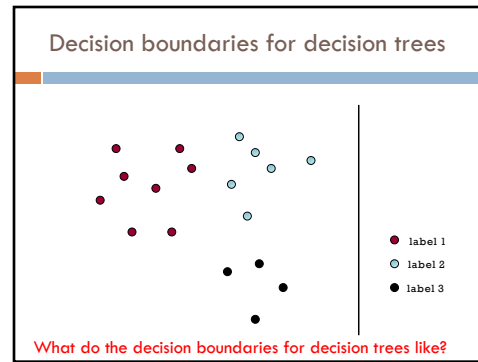 Decision boundaries for decision trees
label 1
label 2
label 3
What do the decision boundaries for decision trees like?